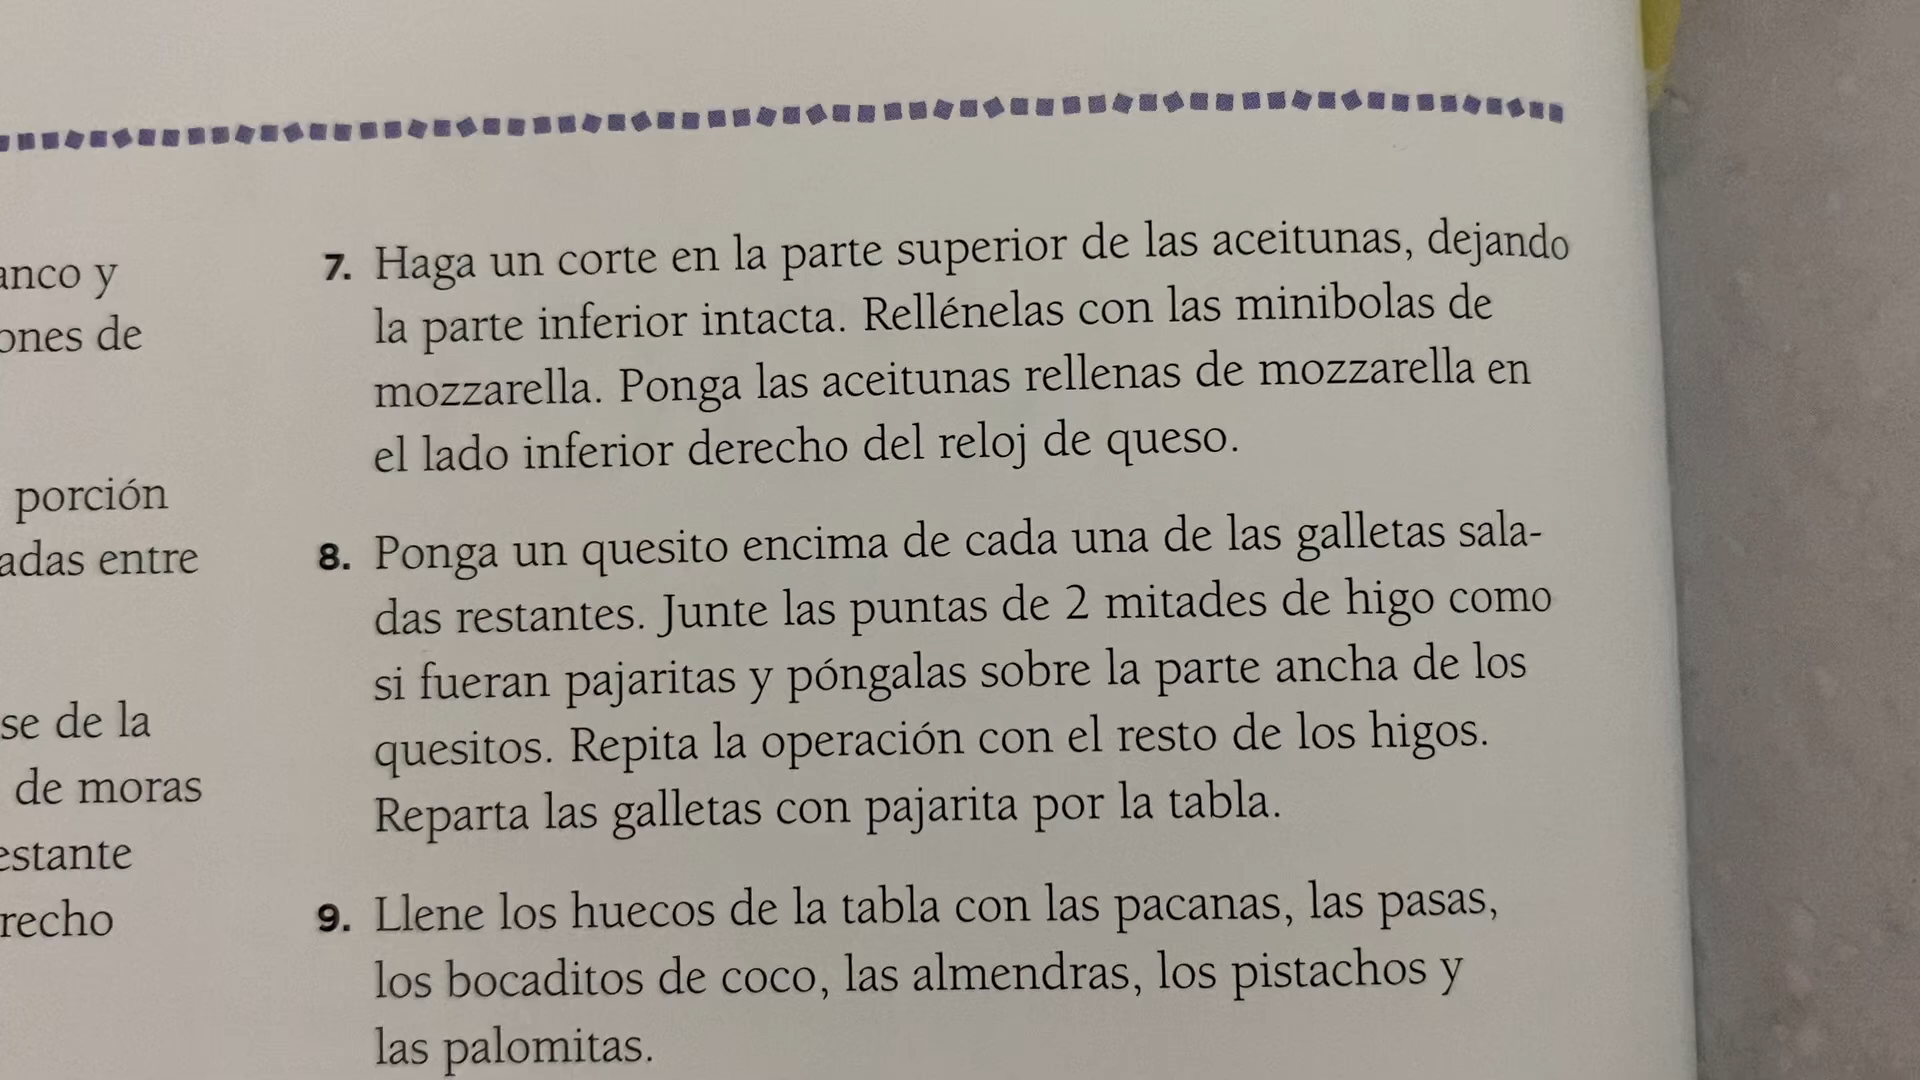 anco y
ones de
porción
adas entre
se de la
de moras
estante
recho
7. Haga un corte en la parte superior de las aceitunas, dejando
la parte inferior intacta. Rellénelas con las minibolas de
mozzarella. Ponga las aceitunas rellenas de mozzarella en
el lado inferior derecho del reloj de queso.
8. Ponga un quesito encima de cada una de las galletas sala-
das restantes. Junte las puntas de 2 mitades de higo como
si fueran pajaritas y póngalas sobre la parte ancha de los
quesitos. Repita la operación con el resto de los higos.
Reparta las galletas con pajarita por la tabla.
9. Llene los huecos de la tabla con las pacanas, las pasas,
los bocaditos de coco, las almendras, los pistachos y
las palomitas.